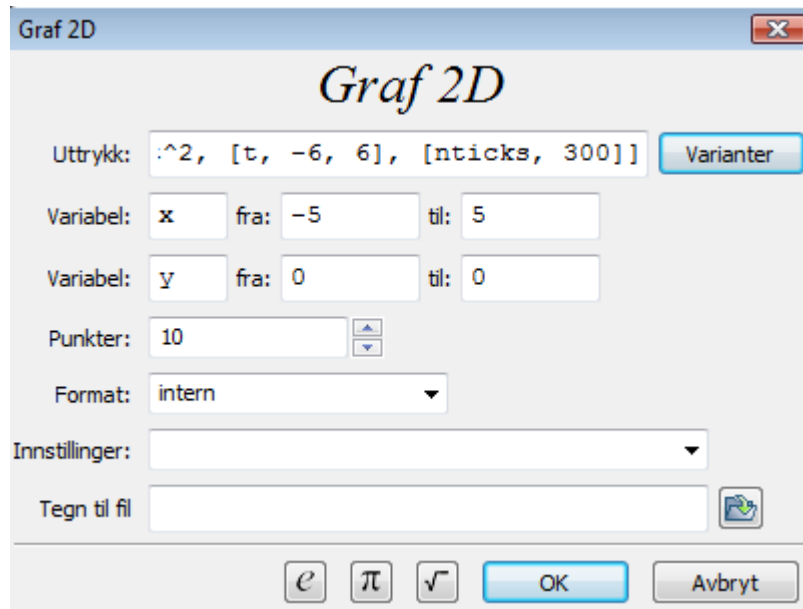 Graf 2D
Graf 2D
Uttrykk: :^2, [t, -6, 6], [nticks, 300]] Varianter
Variabel: x fra: -5 til: 5
Variabel: y fra: 0 til: 0
Punkter: 10
Format: intern
Innstillinger:
Tegn til fil
e π √ OK Avbryt